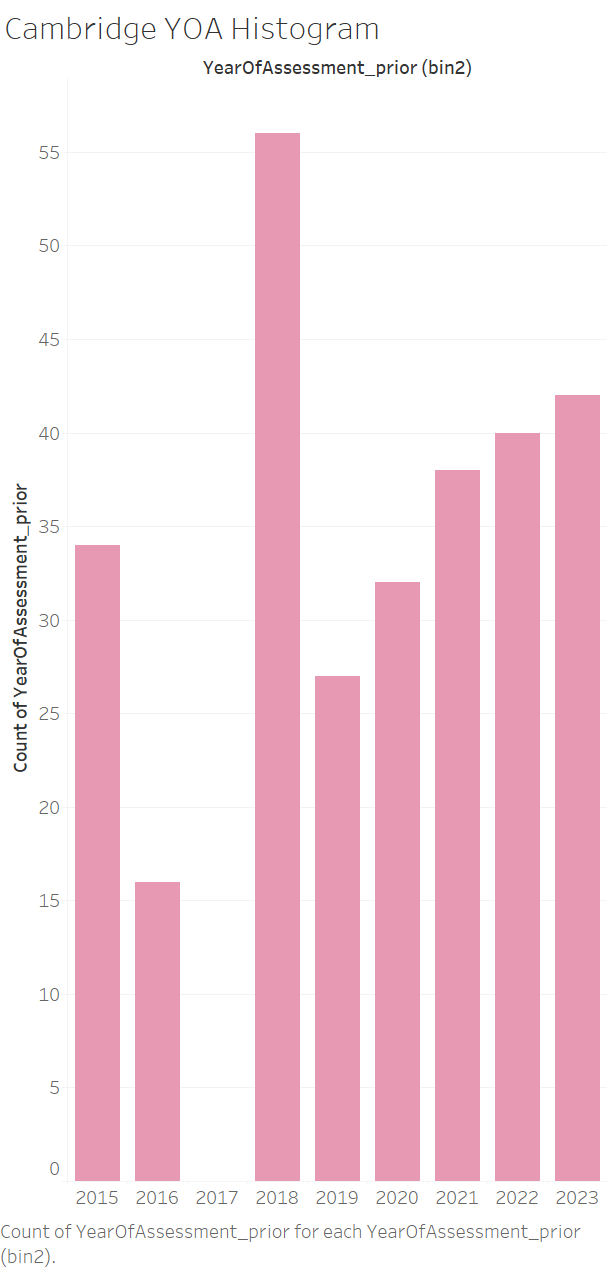 Cambridge YOA Histogram
YearOfAssessment_prior (bin2)
55
50
45
40
35
30
25
20
15
10
5
0
Count of YearOfAssessment_prior
2015 2016 2017 2018 2019 2020 2021 2022 2023
Count of YearOfAssessment_prior for each YearOfAssessment_prior
(bin2).